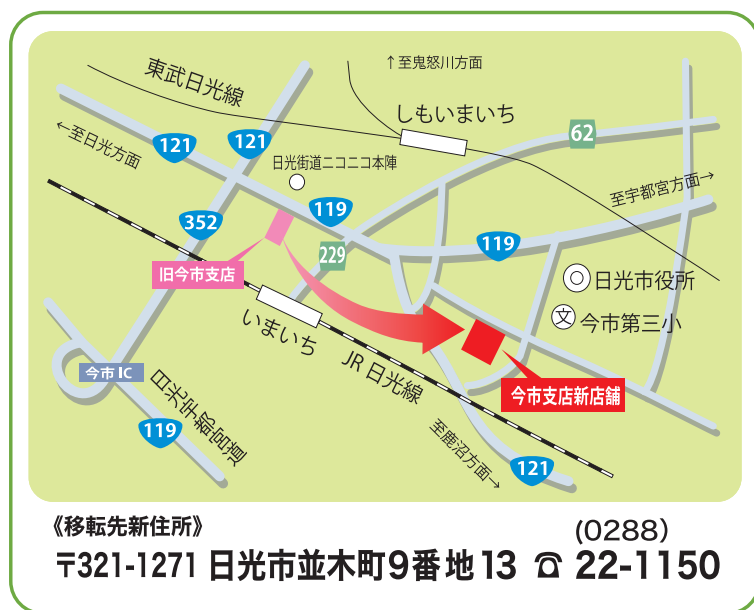 東武日光線
↑至鬼怒川方面
しもいまいち
62
121
121
←至日光方面
日光街道ニコニコ本陣
至宇都宮方面→
352
119
119
229
旧今市支店
日光市役所
文
今市第三小
いまいち
JR日光線
今市IC
今市支店新店舗
日光宇都宮道
119
至鹿沼方面→
121
《移転先新住所》
(0288)
〒321-1271 日光市並木町9番地13 ☎ 22-1150